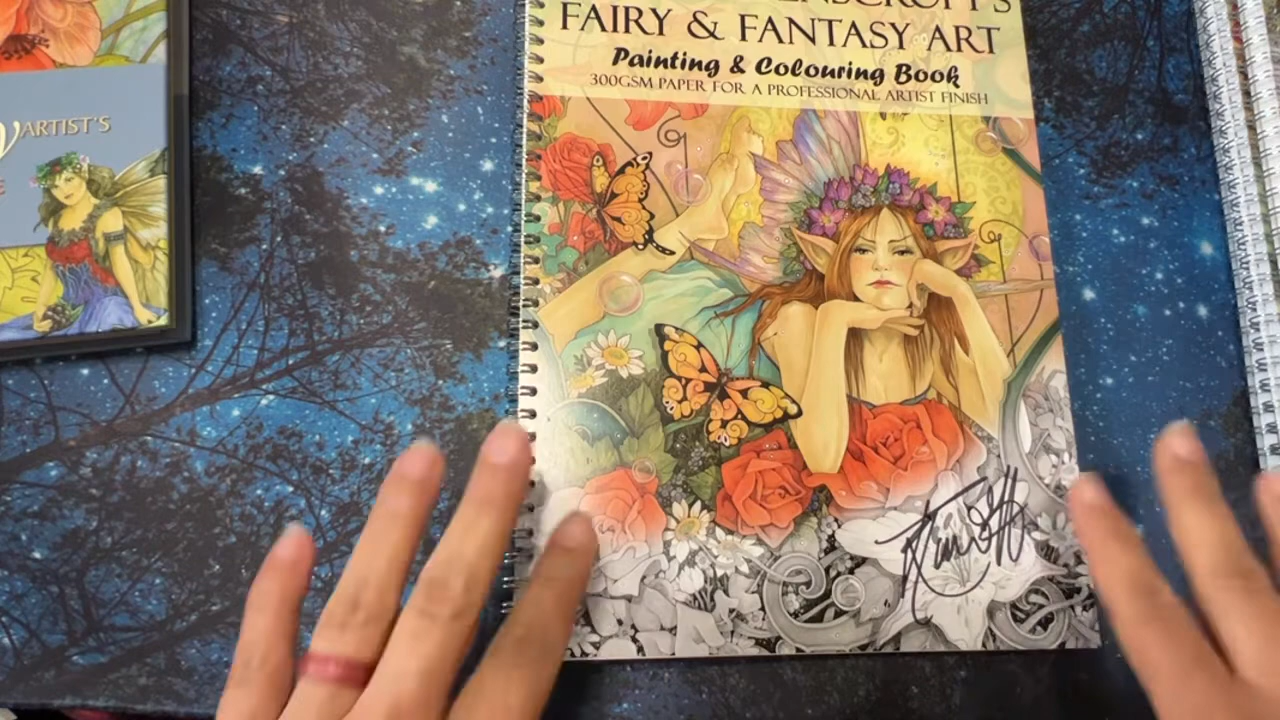 FAIRY & FANTASY ART
Painting & Colouring Book
300GSM PAPER FOR A PROFESSIONAL ARTIST FINISH
ARTIST'S